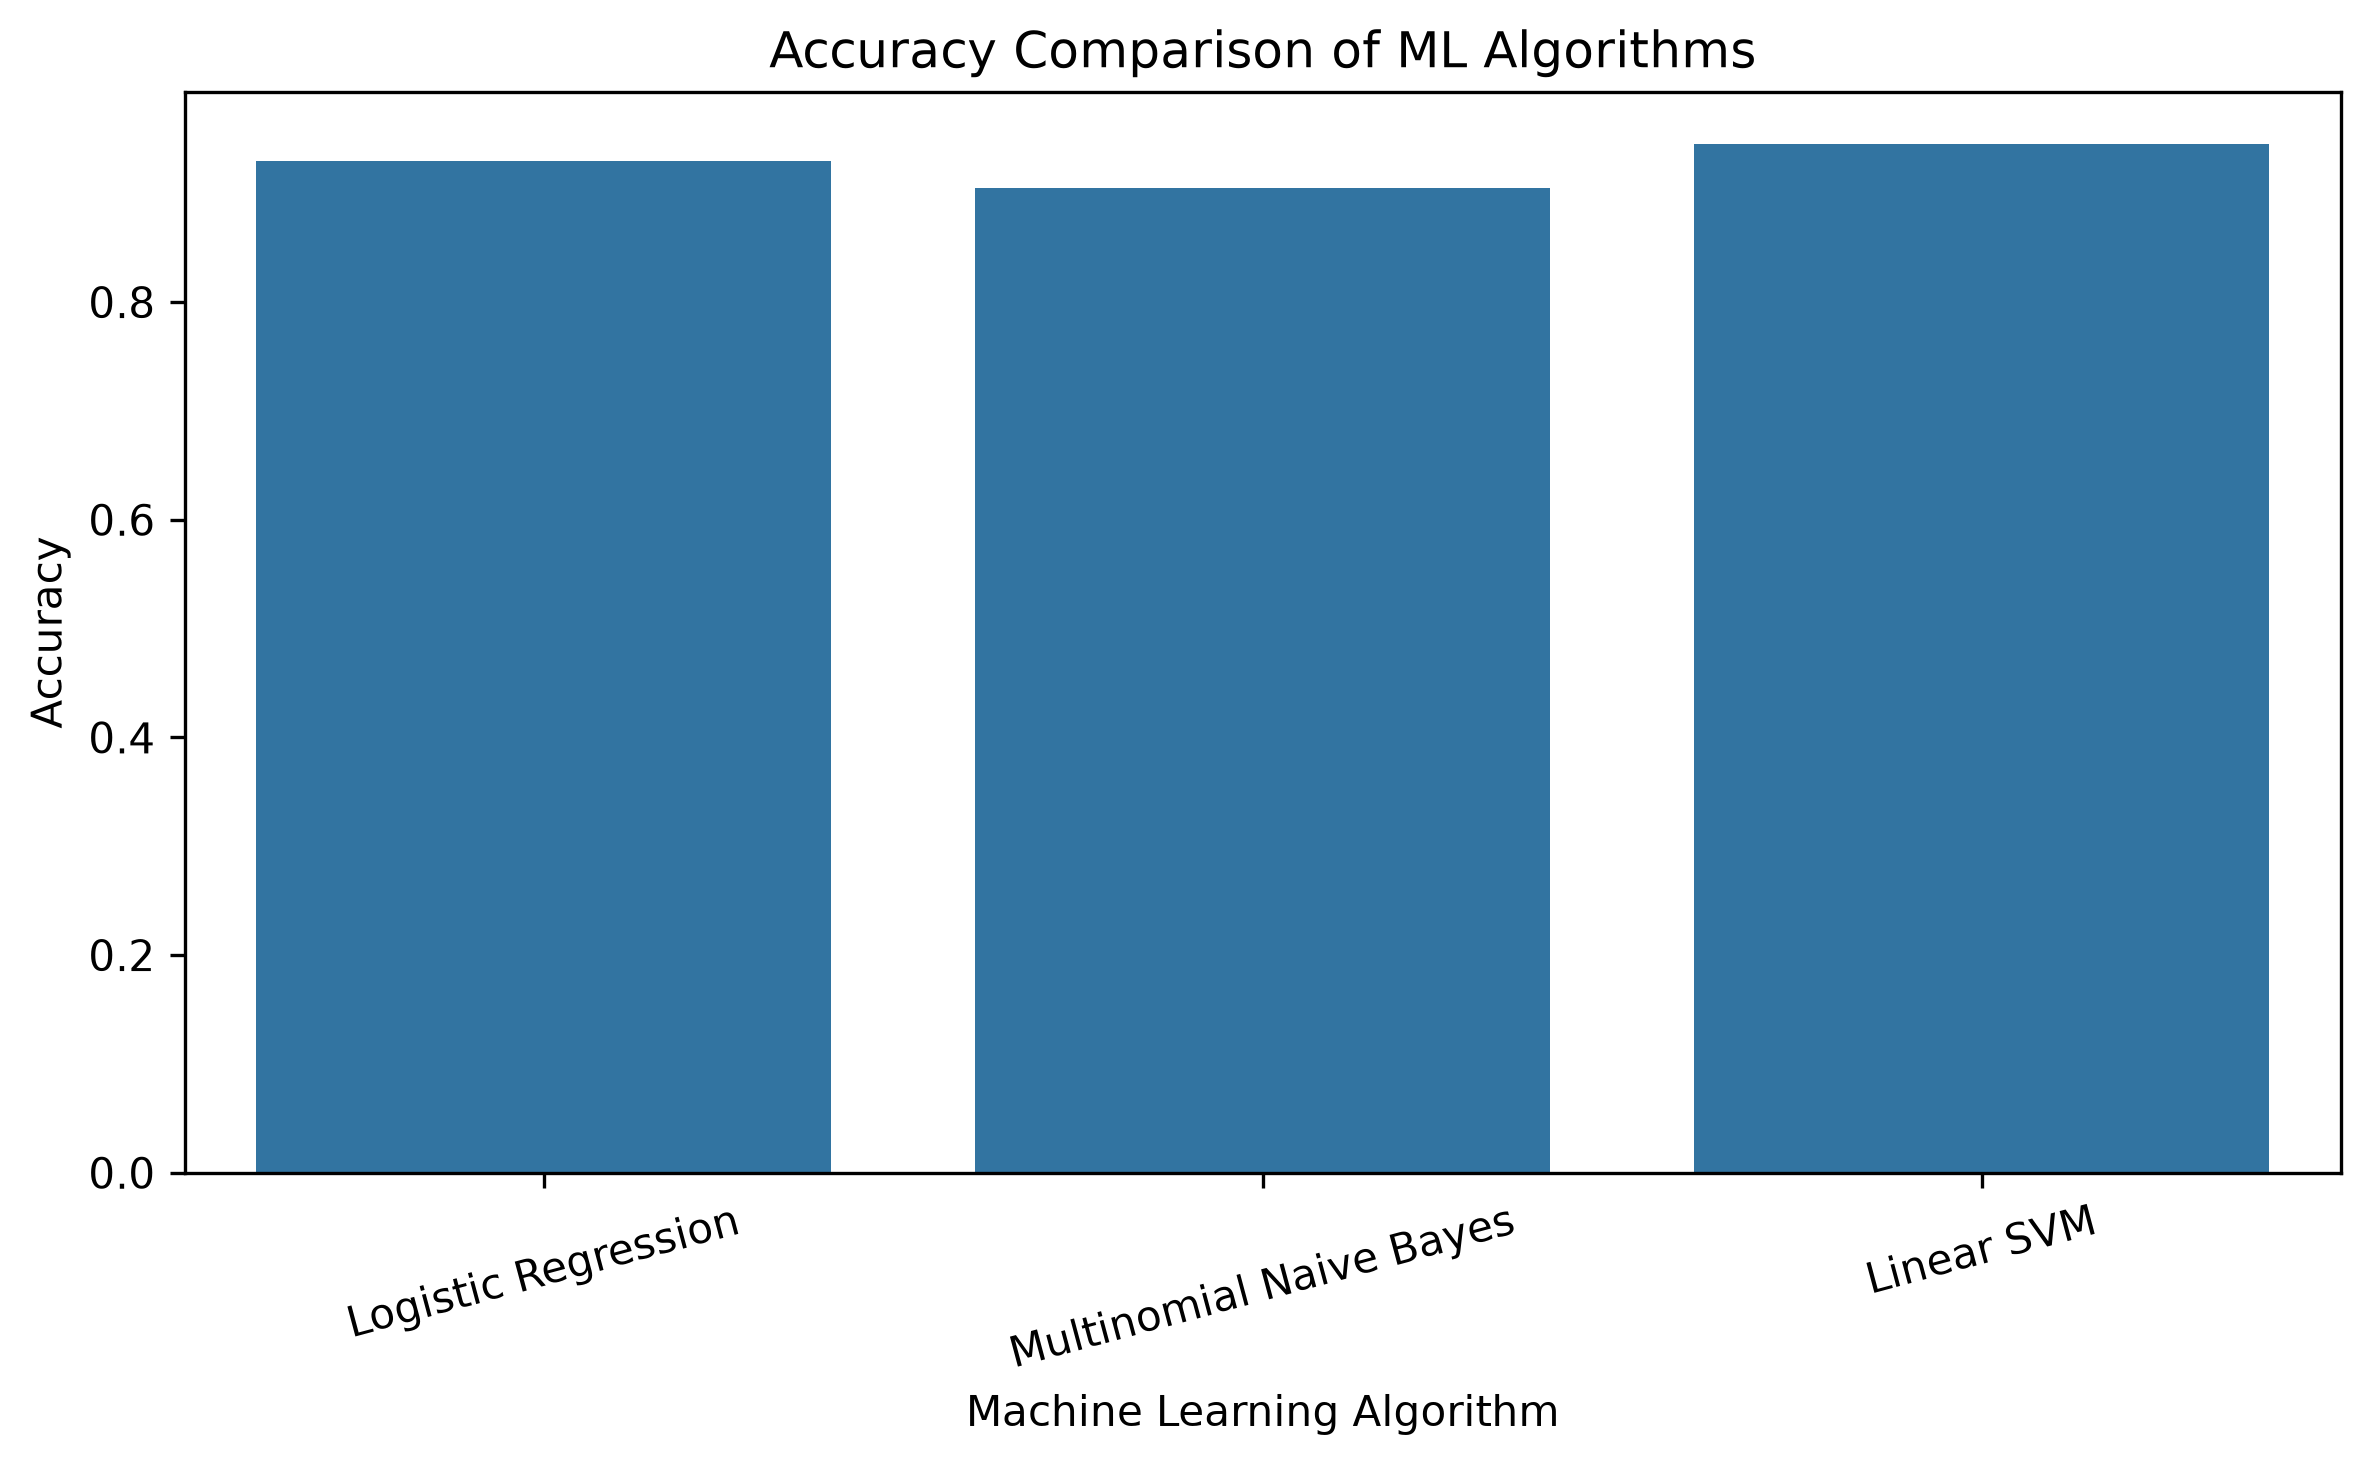 Accuracy Comparison of ML Algorithms
Accuracy
0.8
0.6
0.4
0.2
0.0
Logistic Regression
Multinomial Naive Bayes
Linear SVM
Machine Learning Algorithm